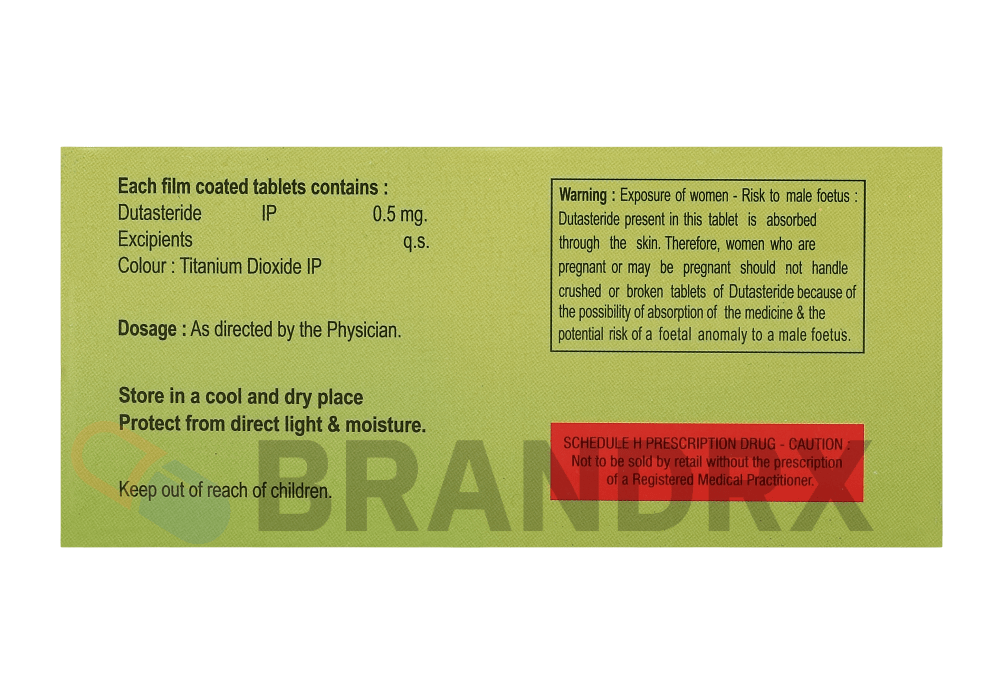 Each film coated tablets contains :
Dutasteride IP 0.5 mg.
Excipients q.s.
Colour : Titanium Dioxide IP
Dosage : As directed by the Physician.
Store in a cool and dry place
Protect from direct light & moisture.
Keep out of reach of children.
Warning : Exposure of women - Risk to male foetus :
Dutasteride present in this tablet is absorbed
through the skin. Therefore, women who are
pregnant or may be pregnant should not handle
crushed or broken tablets of Dutasteride because of
the possibility of absorption of the medicine & the
potential risk of a foetal anomaly to a male foetus.
SCHEDULE H PRESCRIPTION DRUG - CAUTION :
Not to be sold by retail without the prescription
of a Registered Medical Practitioner.
BRANDRX